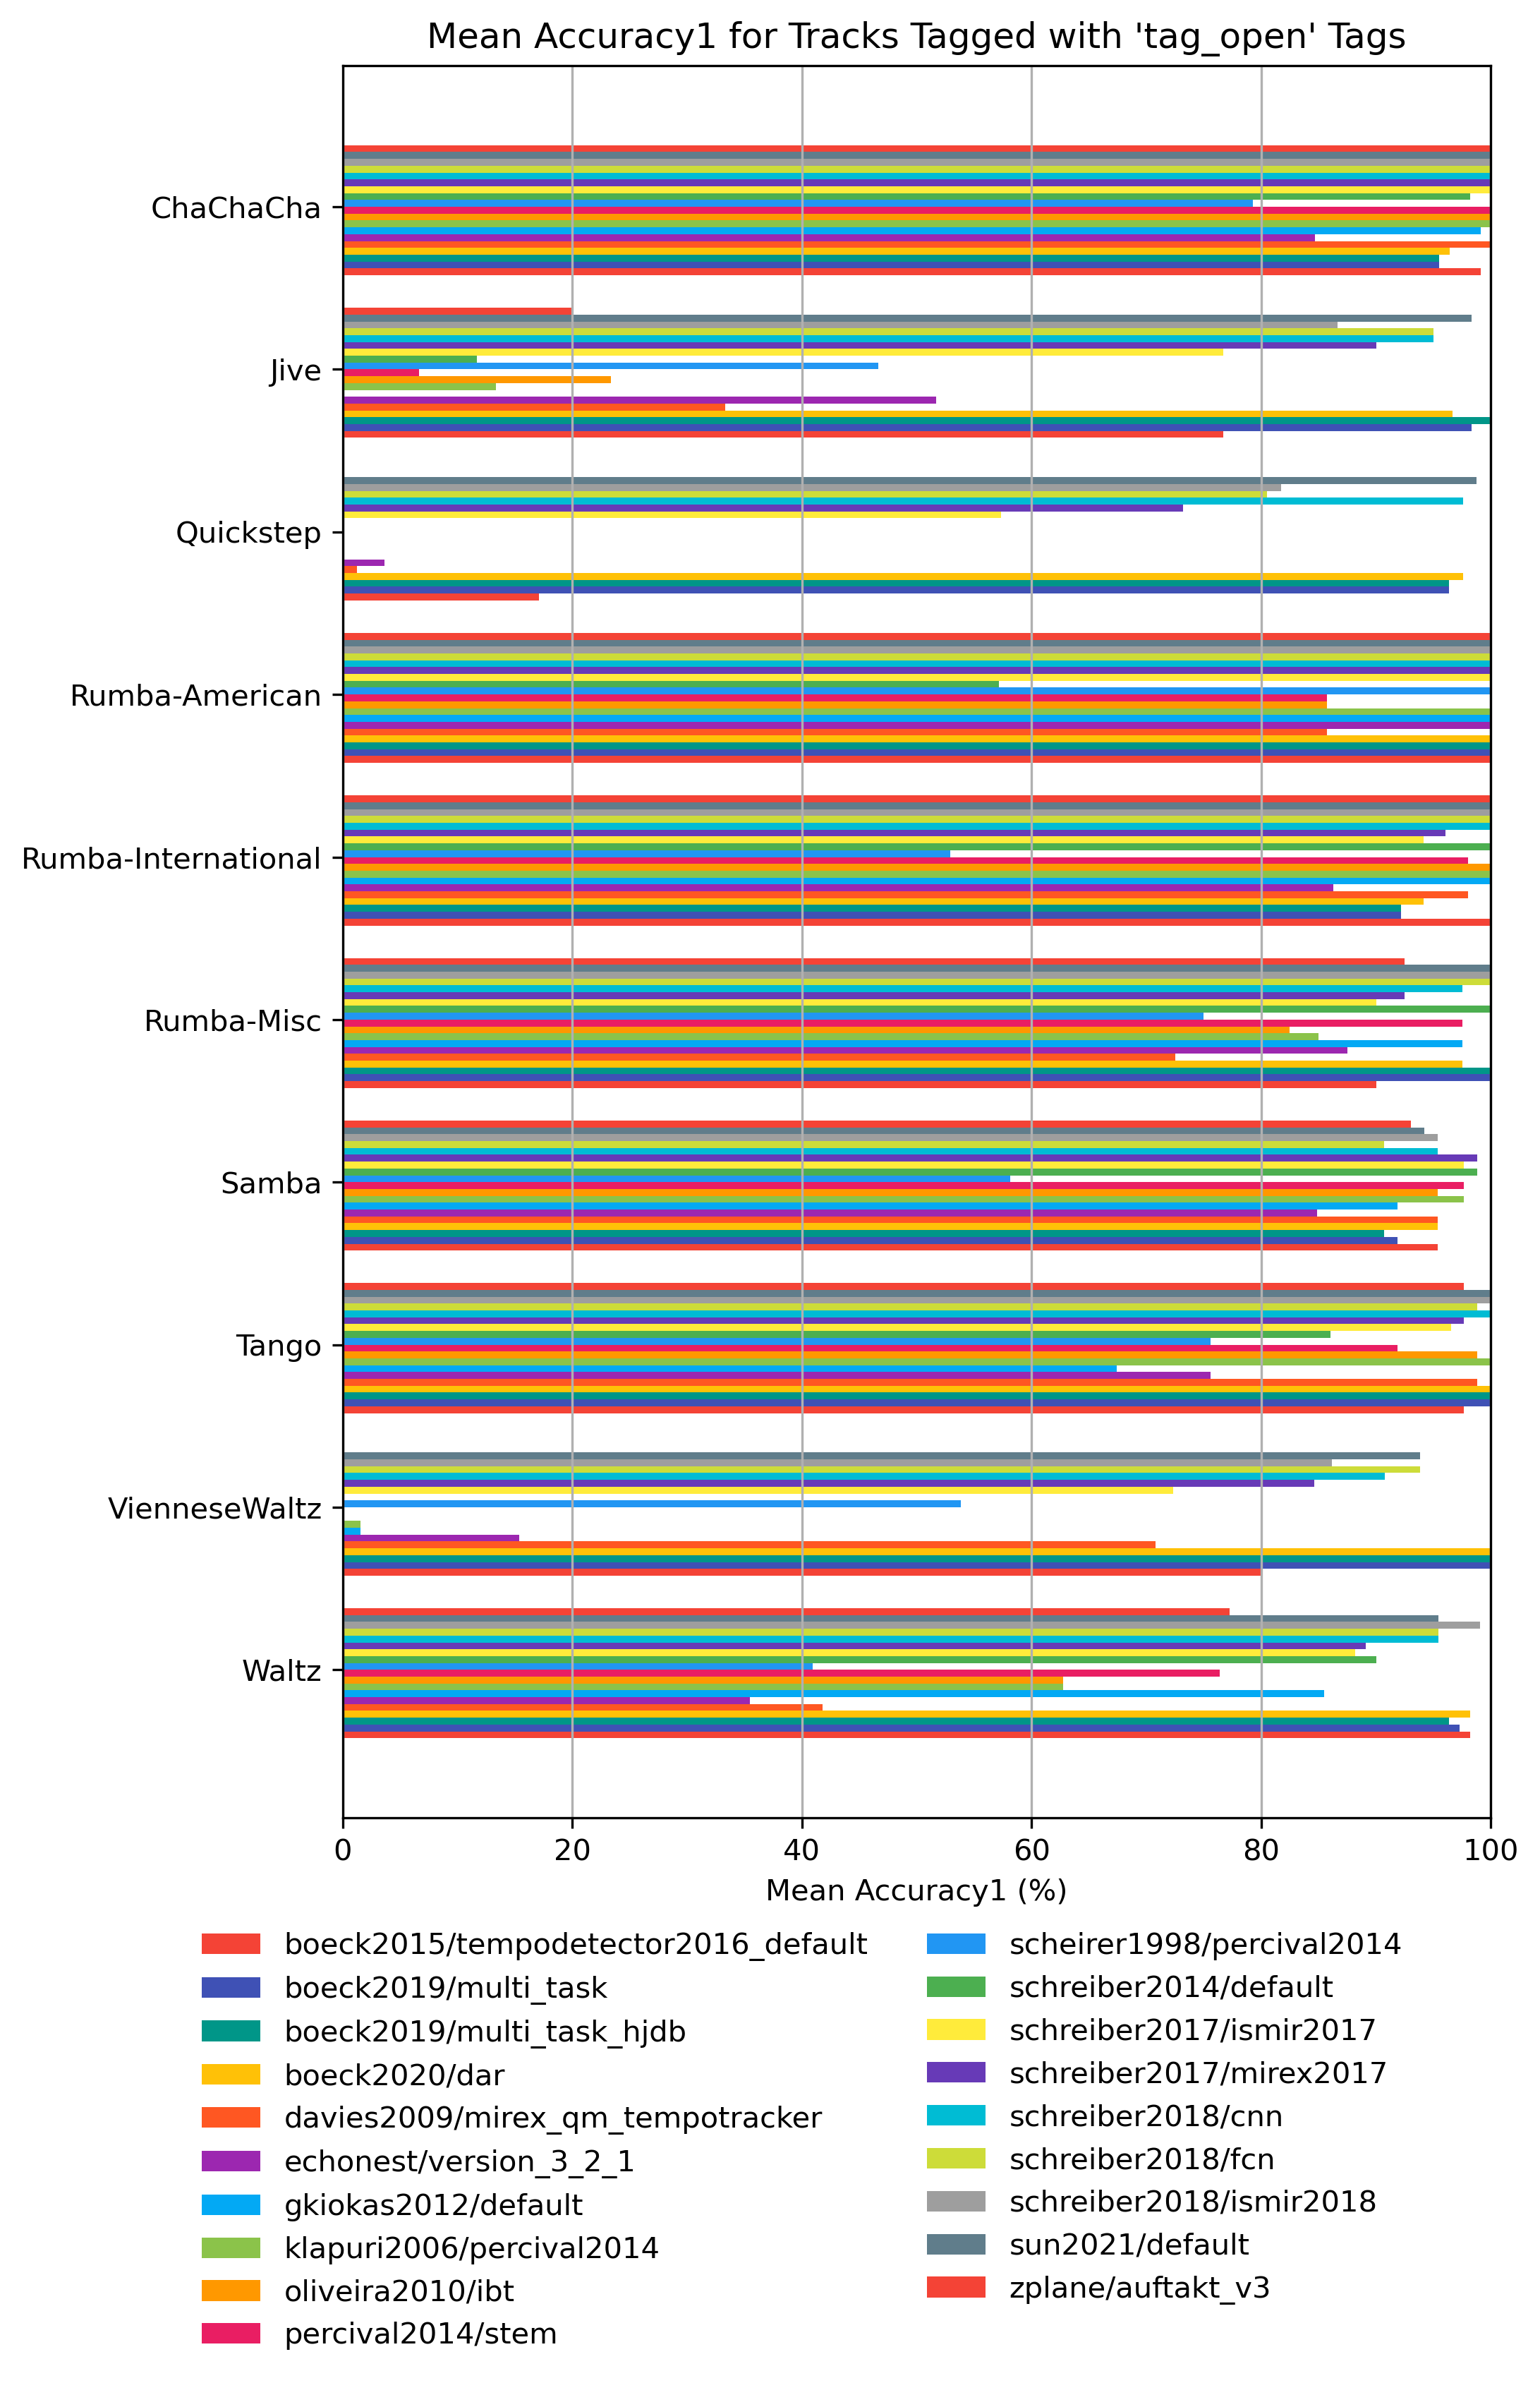 Mean Accuracy1 for Tracks Tagged with 'tag_open' Tags
ChaChaCha
Jive
Quickstep
Rumba-American
Rumba-International
Rumba-Misc
Samba
Tango
VienneseWaltz
Waltz
0 20 40 60 80 100
Mean Accuracy1 (%)
boeck2015/tempodetector2016_default
boeck2019/multi_task
boeck2019/multi_task_hjdb
boeck2020/dar
davies2009/mirex_qm_tempotracker
echonest/version_3_2_1
gkiokas2012/default
klapuri2006/percival2014
oliveira2010/ibt
percival2014/stem
scheirer1998/percival2014
schreiber2014/default
schreiber2017/ismir2017
schreiber2017/mirex2017
schreiber2018/cnn
schreiber2018/fcn
schreiber2018/ismir2018
sun2021/default
zplane/auftakt_v3